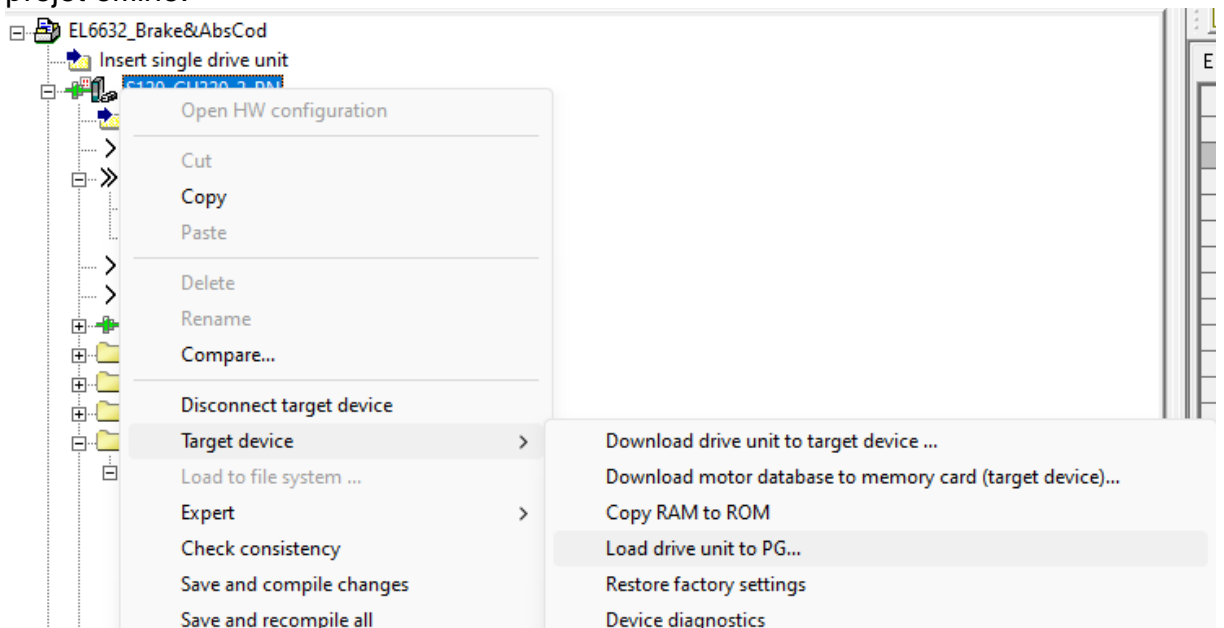 EL6632_Brake&AbsCod
Insert single drive unit
E
Open HW configuration
Cut
Copy
Paste
Delete
Rename
Compare...
Disconnect target device
Target device >
Download drive unit to target device ...
Load to file system ...
Download motor database to memory card (target device)...
Expert >
Copy RAM to ROM
Check consistency
Load drive unit to PG...
Save and compile changes
Restore factory settings
Save and recompile all
Device diagnostics